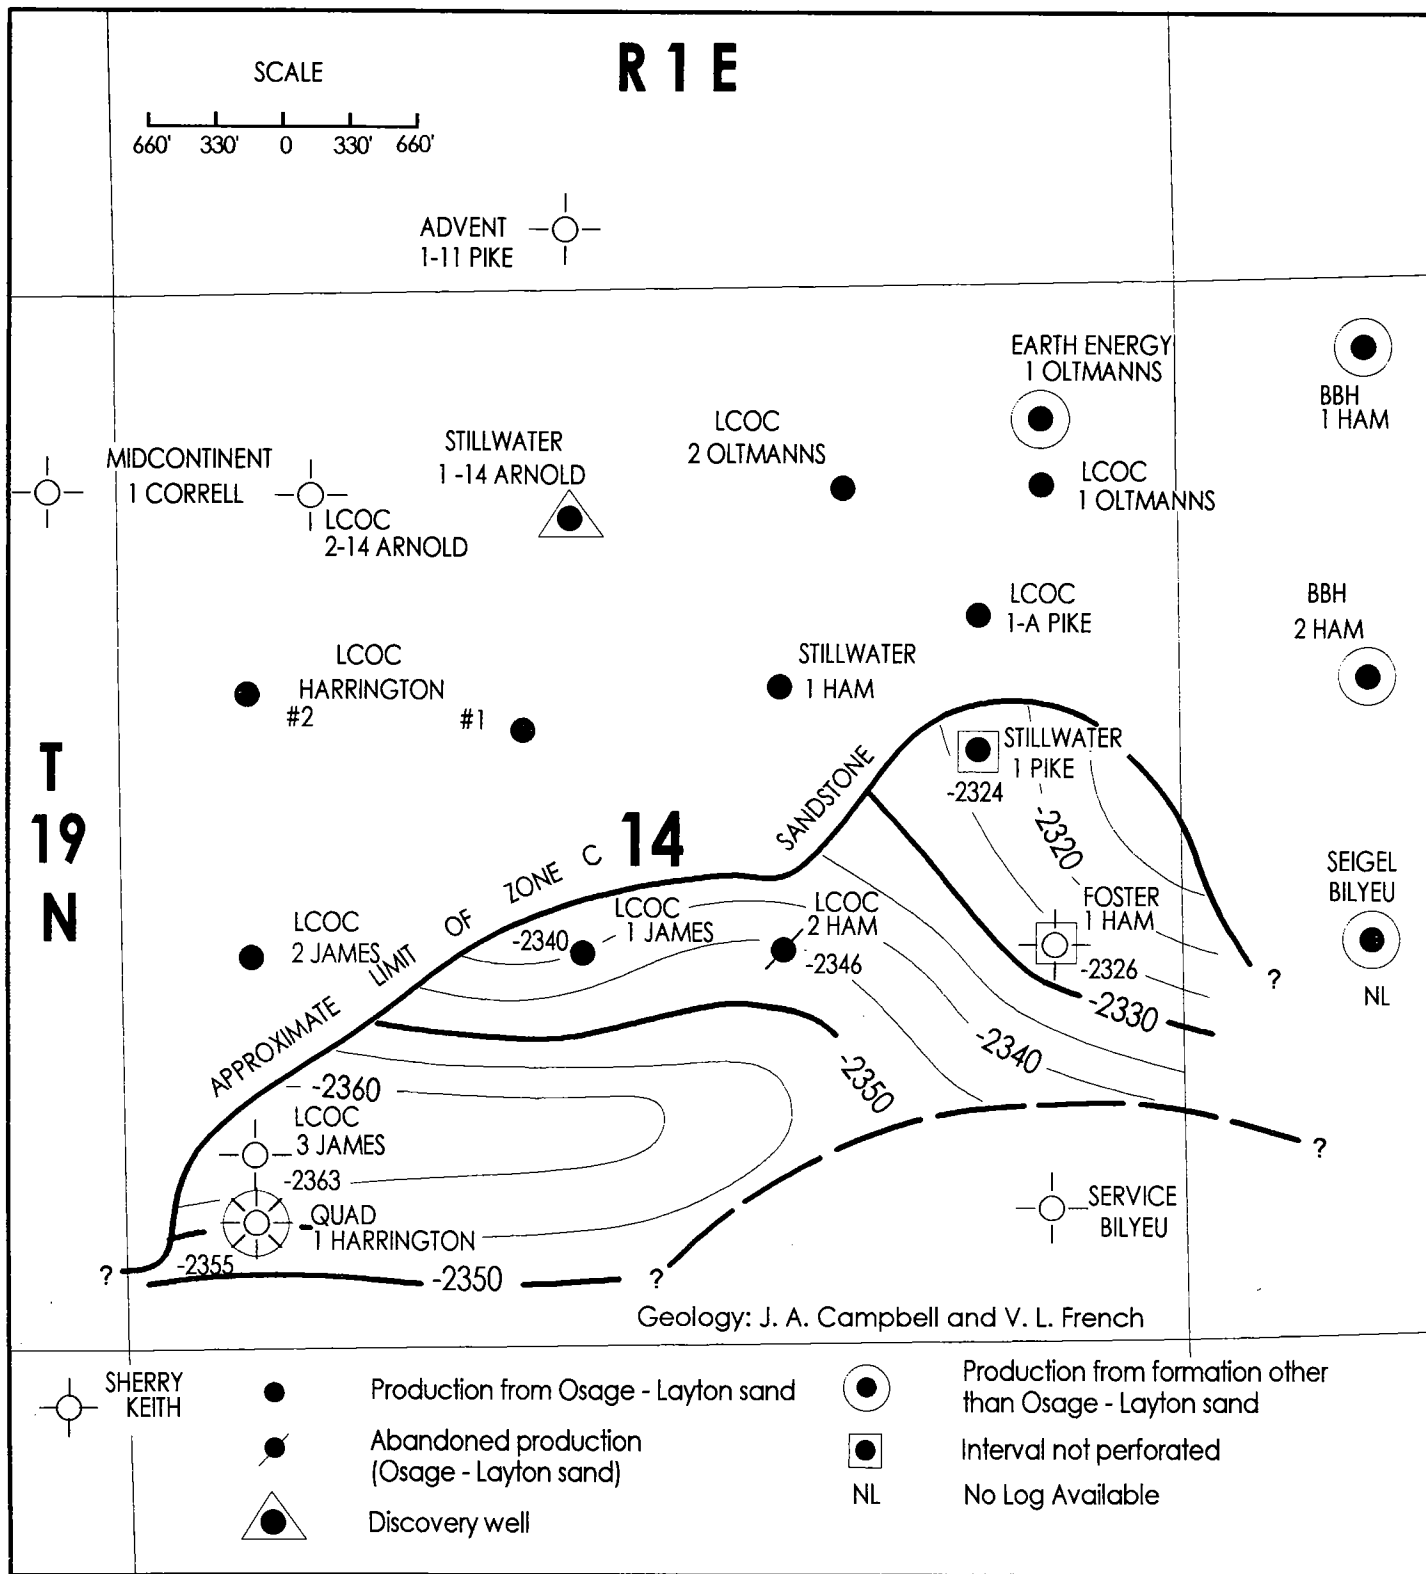 R 1 E
SCALE
660' 330' 0 330' 660'
ADVENT
1-11 PIKE
EARTH ENERGY
1 OLTMANNS
BBH
1 HAM
LCOC
2 OLTMANNS
STILLWATER
1 -14 ARNOLD
MIDCONTINENT
1 CORRELL
LCOC
1 OLTMANNS
LCOC
2-14 ARNOLD
LCOC
1-A PIKE
BBH
2 HAM
LCOC
HARRINGTON
#2 #1
STILLWATER
1 HAM
STILLWATER
1 PIKE
-2324
T
19
N
14
-2320
APPROXIMATE LIMIT OF ZONE C SANDSTONE
SEIGEL
BILYEU
NL
FOSTER
1 HAM
-2326
LCOC
2 JAMES
-2340
LCOC
1 JAMES
LCOC
2 HAM
-2346
?
-2330
-2340
-2350
-2360
LCOC
3 JAMES
-2363
?
SERVICE
BILYEU
QUAD
1 HARRINGTON
-2355
?
-2350
?
Geology: J. A. Campbell and V. L. French
SHERRY
KEITH
Production from Osage - Layton sand
Abandoned production
(Osage - Layton sand)
Discovery well
Production from formation other
than Osage - Layton sand
Interval not perforated
NL No Log Available